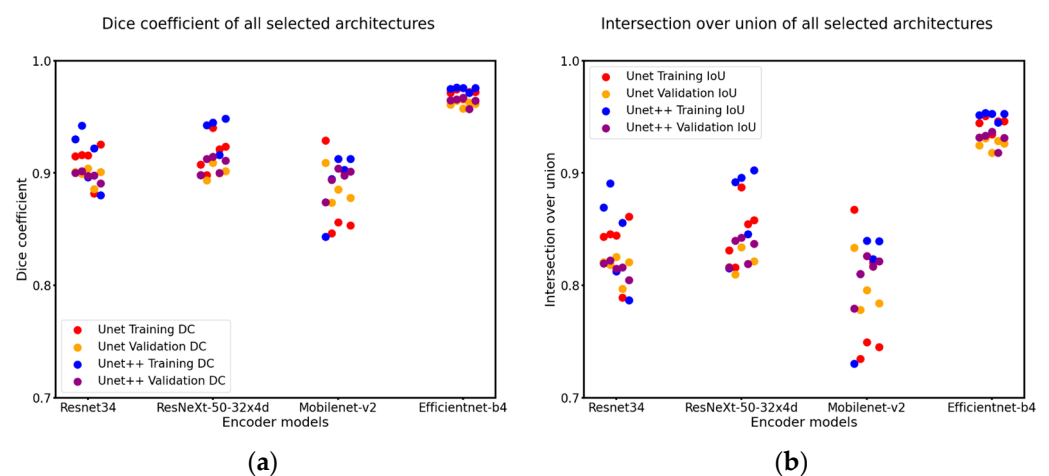 Dice coefficient of all selected architectures
1.0
0.9
0.8
0.7
Dice coefficient
Unet Training DC
Unet Validation DC
Unet++ Training DC
Unet++ Validation DC
Resnet34 ResNeXt-50-32x4d Mobilenet-v2 Efficientnet-b4
Encoder models
(a)
Intersection over union of all selected architectures
1.0
0.9
0.8
0.7
Intersection over union
Unet Training IoU
Unet Validation IoU
Unet++ Training IoU
Unet++ Validation IoU
Resnet34 ResNeXt-50-32x4d Mobilenet-v2 Efficientnet-b4
Encoder models
(b)